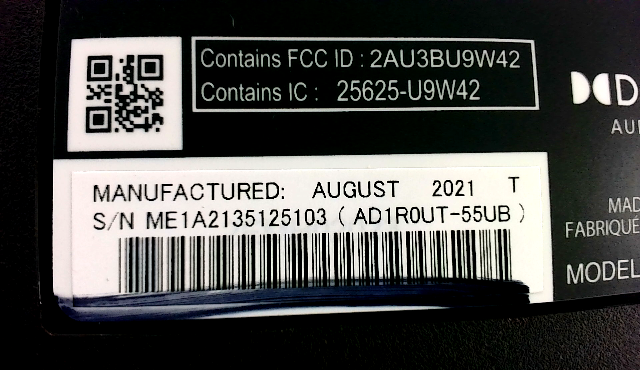 Contains FCC ID : 2AU3BU9W42
Contains IC : 25625-U9W42
MANUFACTURED: AUGUST 2021 T
S/N ME1A2135125103 ( AD1R0UT-55UB )
AU
MAD
FABRIQUÉ
MODEL